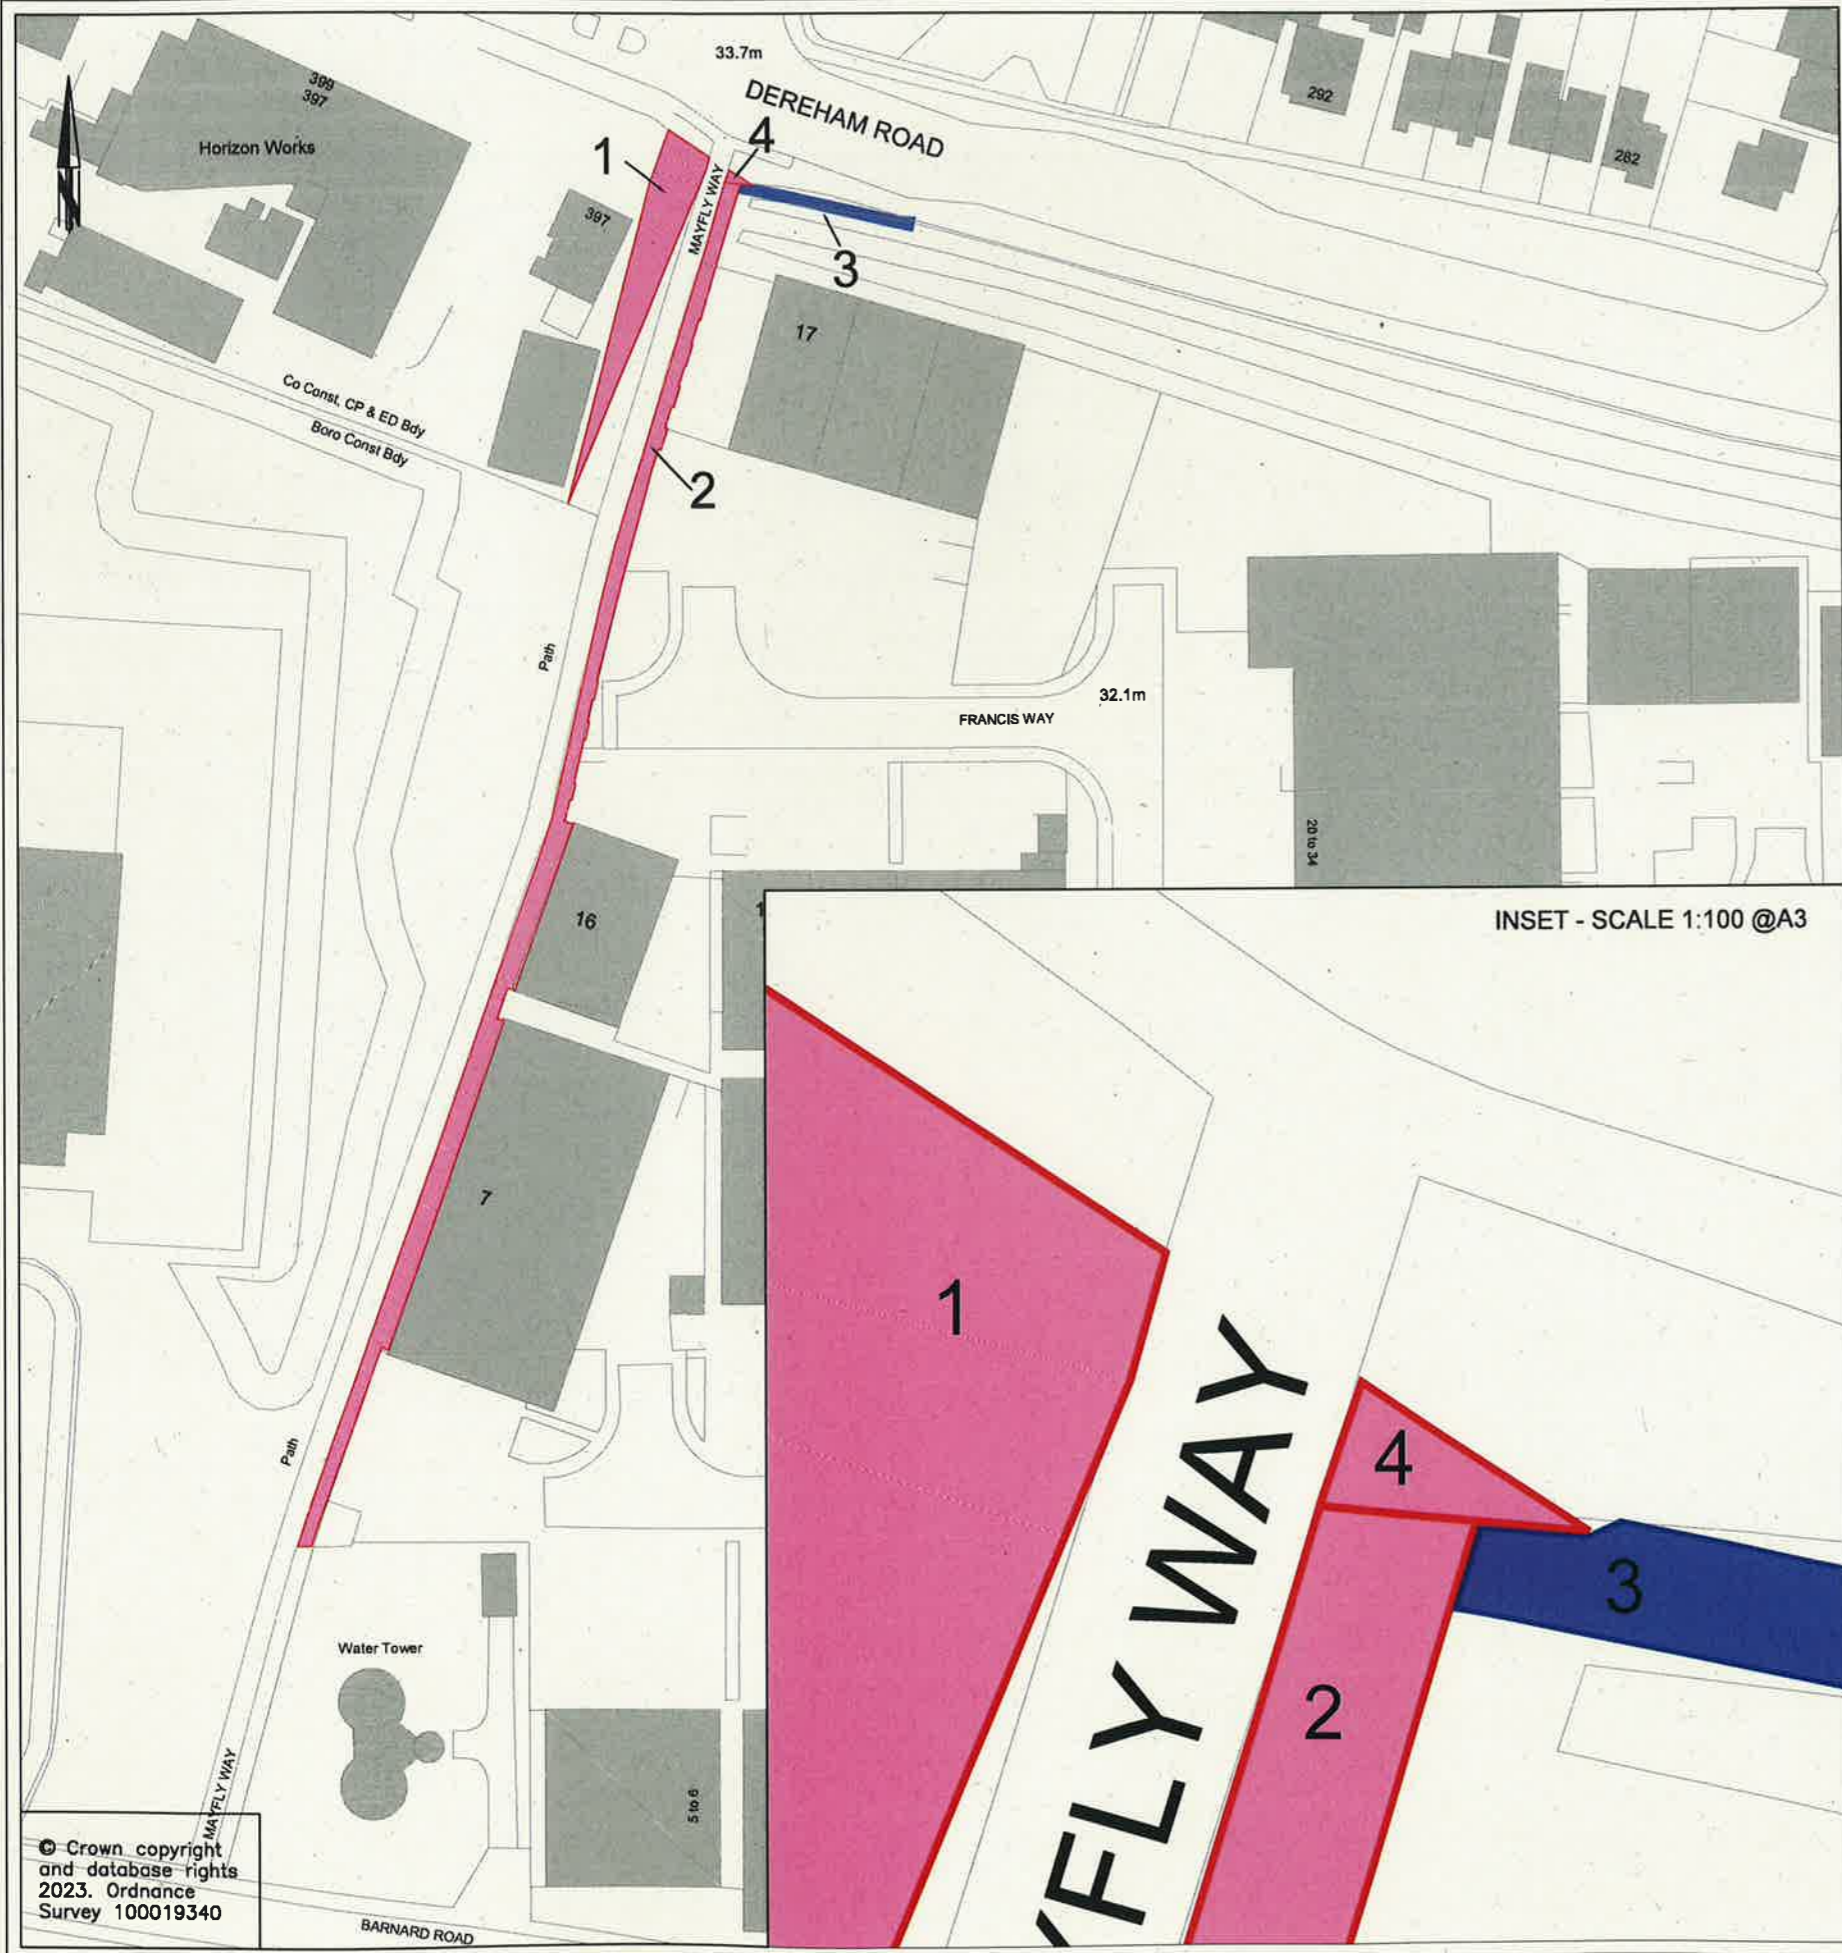 33.7m
DEREHAM ROAD
399
397
Horizon Works
N
292
282
1
4
MAYFLY WAY
397
3
17
Co Const, CP & ED Bdy
Boro Const Bdy
2
Path
32.1m
FRANCIS WAY
20 to 34
16
1
INSET - SCALE 1:100 @A3
7
1
4
3
2
YFLY WAY
Path
Water Tower
5 to 6
MAYFLY WAY
© Crown copyright
and database rights
2023. Ordnance
Survey 100019340
BARNARD ROAD